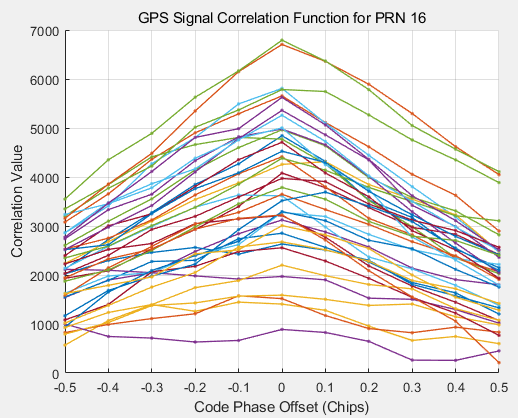 GPS Signal Correlation Function for PRN 16
7000
6000
5000
4000
3000
2000
1000
0
Correlation Value
-0.5 -0.4 -0.3 -0.2 -0.1 0 0.1 0.2 0.3 0.4 0.5
Code Phase Offset (Chips)